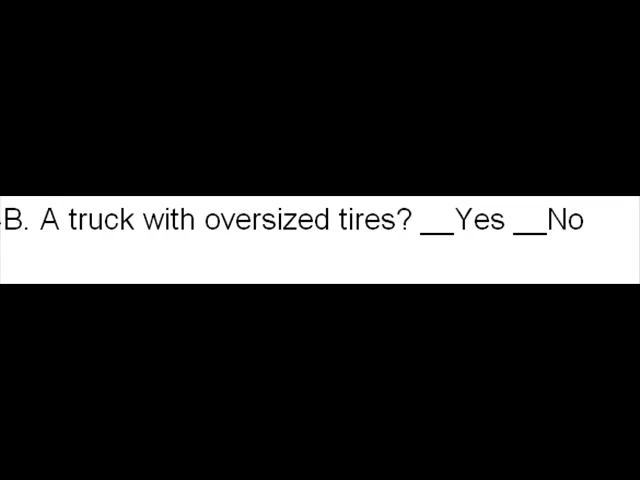 B. A truck with oversized tires? __Yes __No